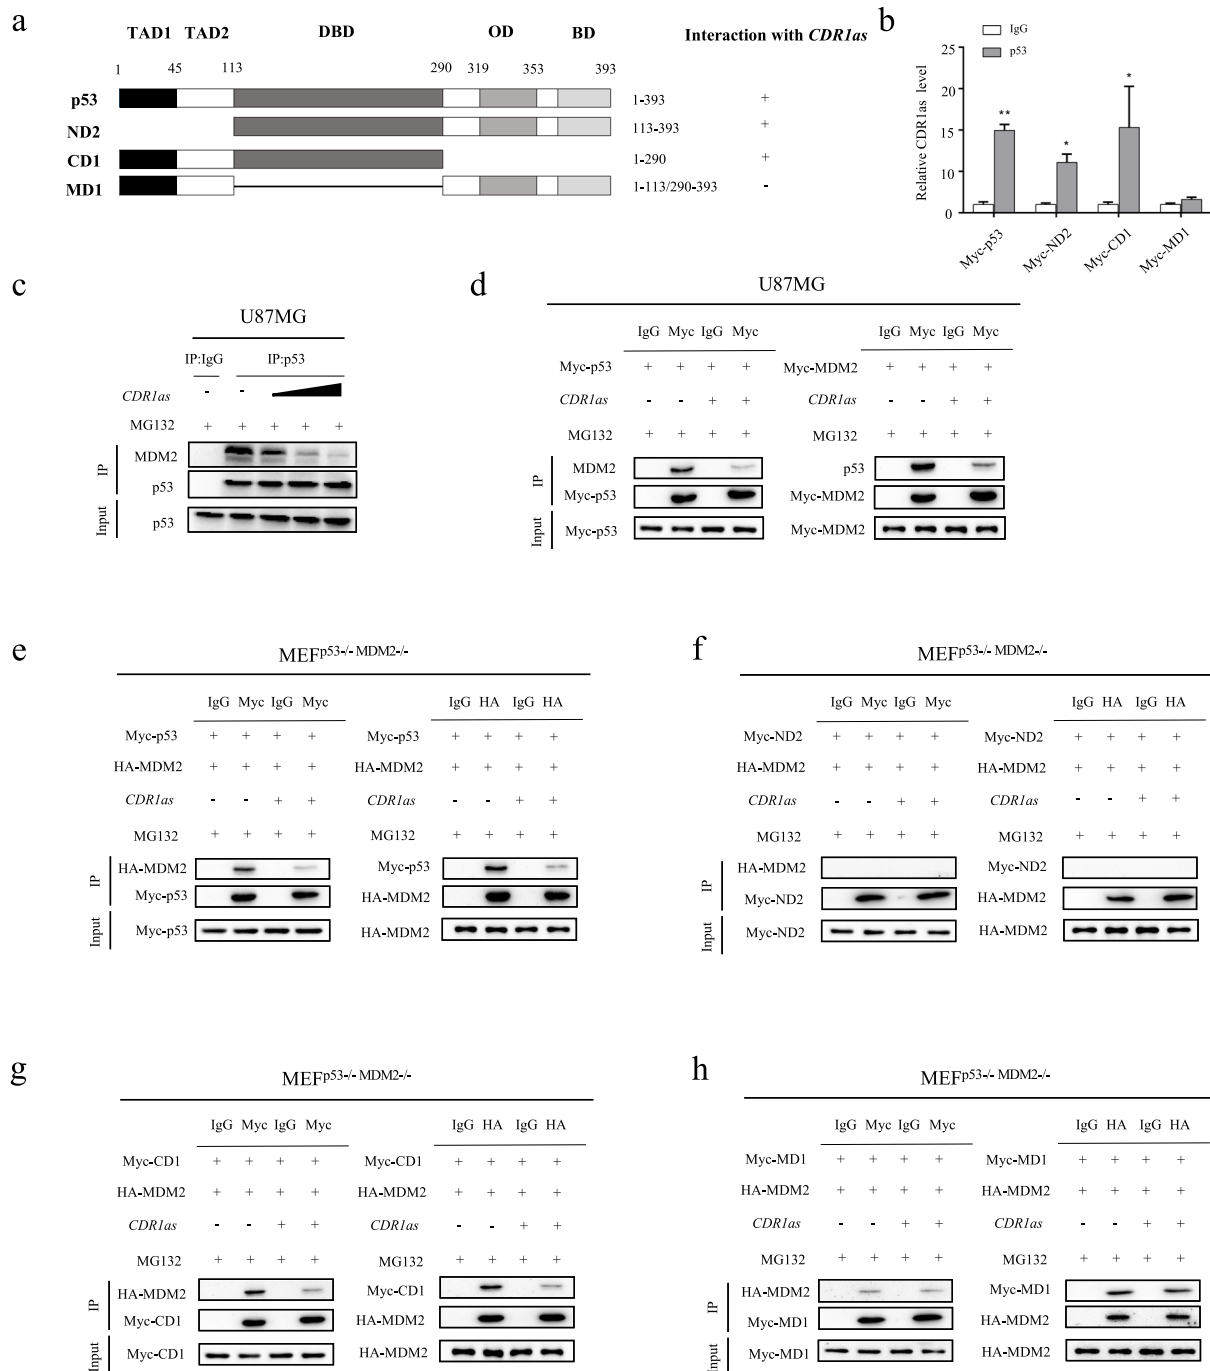 a
TAD1 TAD2 DBD OD BD Interaction with CDR1as
1 45 113 290 319 353 393
p53 1-393 +
ND2 113-393 +
CD1 1-290 +
MD1 1-113/290-393 -
b
IgG
p53
Relative CDR1as level
25
20
15
10
5
0
** * *
Myc-p53 Myc-ND2 Myc-CD1 Myc-MD1
c
U87MG
IP:IgG IP:p53
CDR1as - -
MG132 + + + + +
IP
MDM2
p53
Input
p53
d
U87MG
IgG Myc IgG Myc
Myc-p53 + + + +
CDR1as - - + +
MG132 + + + +
IP
MDM2
Myc-p53
Input
Myc-p53
IgG Myc IgG Myc
Myc-MDM2 + + + +
CDR1as - - + +
MG132 + + + +
p53
Myc-MDM2
Myc-MDM2
e
MEFp53-/- MDM2-/-
IgG Myc IgG Myc
Myc-p53 + + + +
HA-MDM2 + + + +
CDR1as - - + +
MG132 + + + +
IP
HA-MDM2
Myc-p53
Input
Myc-p53
IgG HA IgG HA
Myc-p53 + + + +
HA-MDM2 + + + +
CDR1as - - + +
MG132 + + + +
Myc-p53
HA-MDM2
HA-MDM2
f
MEFp53-/- MDM2-/-
IgG Myc IgG Myc
Myc-ND2 + + + +
HA-MDM2 + + + +
CDR1as - - + +
MG132 + + + +
IP
HA-MDM2
Myc-ND2
Input
Myc-ND2
IgG HA IgG HA
Myc-ND2 + + + +
HA-MDM2 + + + +
CDR1as - - + +
MG132 + + + +
Myc-ND2
HA-MDM2
HA-MDM2
g
MEFp53-/- MDM2-/-
IgG Myc IgG Myc
Myc-CD1 + + + +
HA-MDM2 + + + +
CDR1as - - + +
MG132 + + + +
IP
HA-MDM2
Myc-CD1
Input
Myc-CD1
IgG HA IgG HA
Myc-CD1 + + + +
HA-MDM2 + + + +
CDR1as - - + +
MG132 + + + +
Myc-CD1
HA-MDM2
HA-MDM2
h
MEFp53-/- MDM2-/-
IgG Myc IgG Myc
Myc-MD1 + + + +
HA-MDM2 + + + +
CDR1as - - + +
MG132 + + + +
IP
HA-MDM2
Myc-MD1
Input
Myc-MD1
IgG HA IgG HA
Myc-MD1 + + + +
HA-MDM2 + + + +
CDR1as - - + +
MG132 + + + +
Myc-MD1
HA-MDM2
HA-MDM2